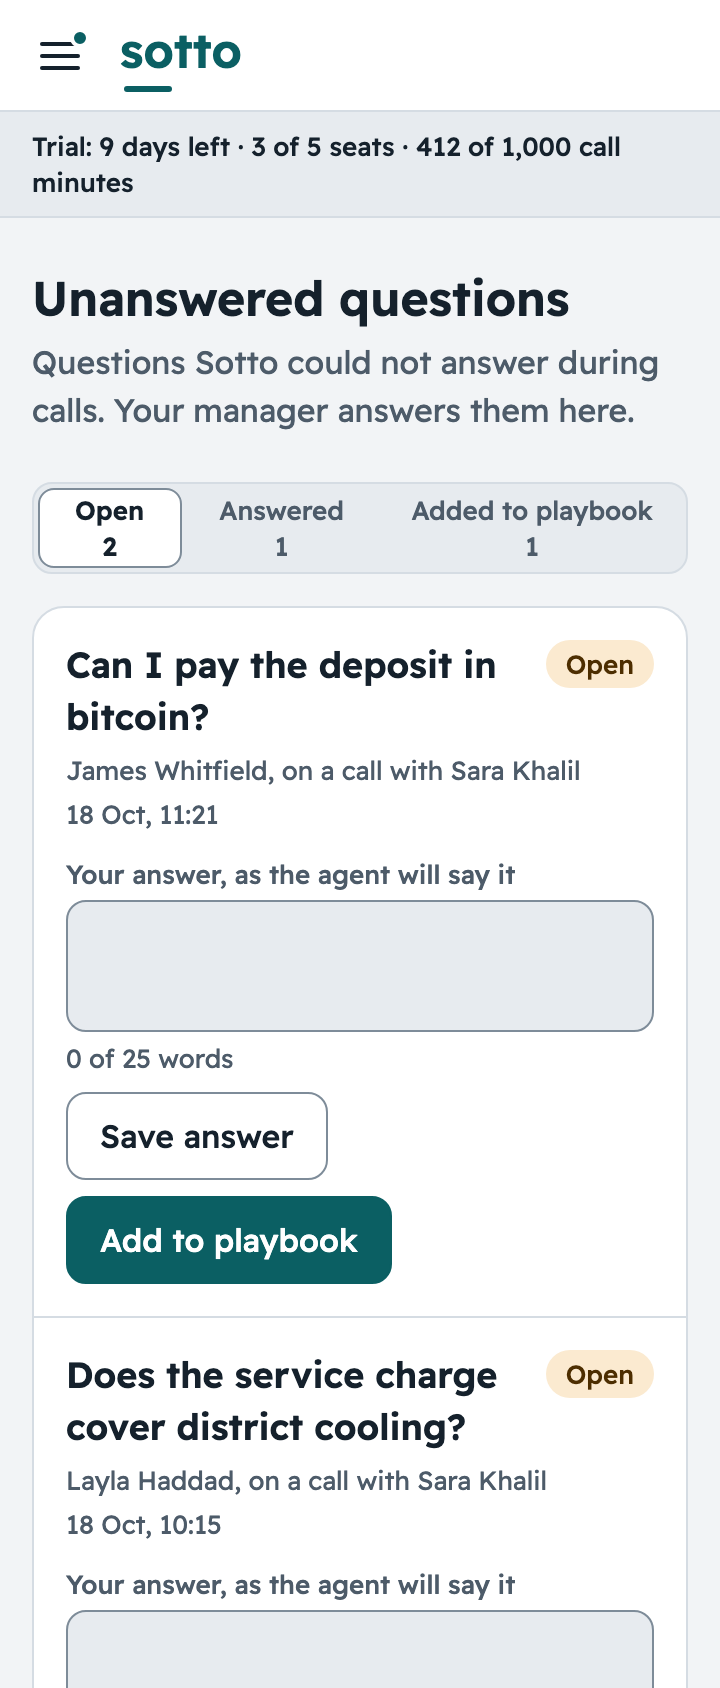 sotto
Trial: 9 days left · 3 of 5 seats · 412 of 1,000 call
minutes
Unanswered questions
Questions Sotto could not answer during
calls. Your manager answers them here.
Open
2
Answered
1
Added to playbook
1
Can I pay the deposit in
bitcoin?
Open
James Whitfield, on a call with Sara Khalil
18 Oct, 11:21
Your answer, as the agent will say it
0 of 25 words
Save answer
Add to playbook
Does the service charge
cover district cooling?
Open
Layla Haddad, on a call with Sara Khalil
18 Oct, 10:15
Your answer, as the agent will say it